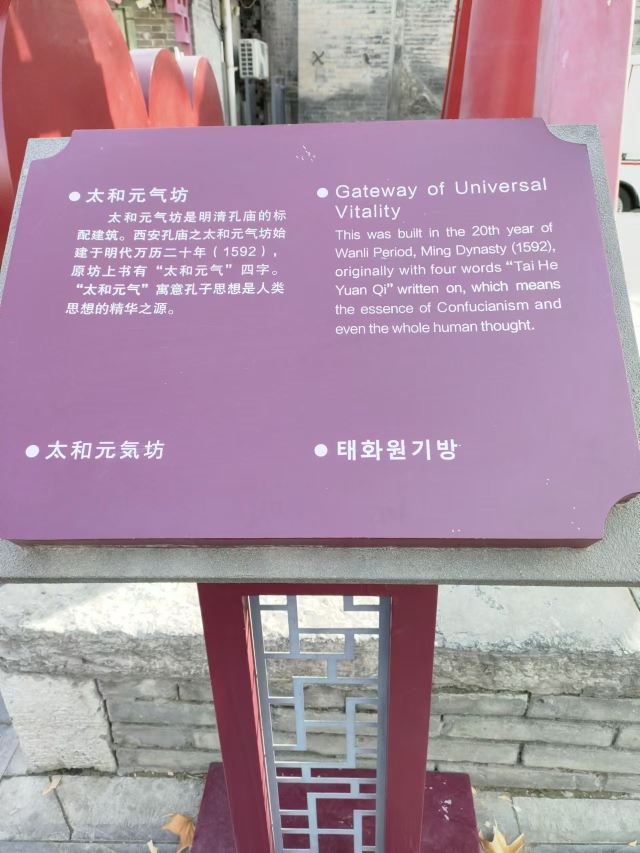 ● 太和元气坊
太和元气坊是明清孔庙的标
配建筑。西安孔庙之太和元气坊始
建于明代万历二十年（1592），
原坊上书有“太和元气”四字。
“太和元气”寓意孔子思想是人类
思想的精华之源。
● Gateway of Universal
Vitality
This was built in the 20th year of
Wanli Period, Ming Dynasty (1592),
originally with four words “Tai He
Yuan Qi” written on, which means
the essence of Confucianism and
even the whole human thought.
● 太和元気坊
● 태화원기방